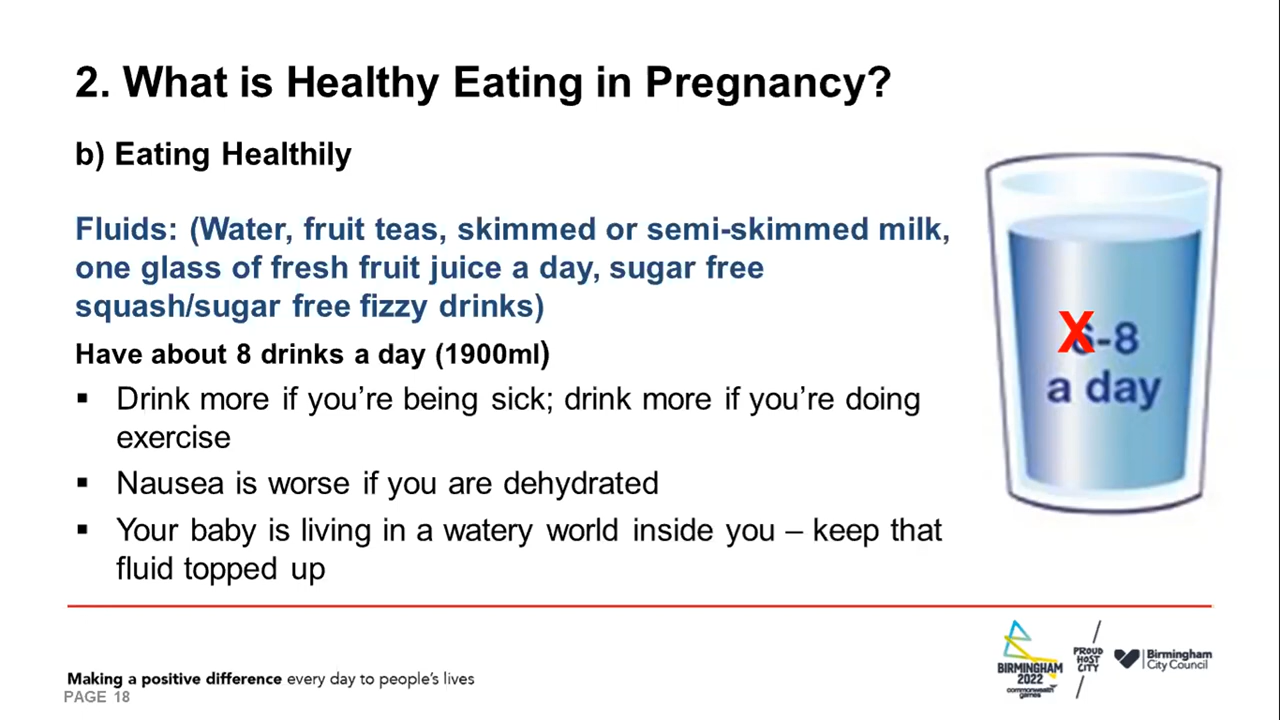 2. What is Healthy Eating in Pregnancy?
b) Eating Healthily
Fluids: (Water, fruit teas, skimmed or semi-skimmed milk,
one glass of fresh fruit juice a day, sugar free
squash/sugar free fizzy drinks)
Have about 8 drinks a day (1900ml)
▪ Drink more if you’re being sick; drink more if you’re doing
exercise
▪ Nausea is worse if you are dehydrated
▪ Your baby is living in a watery world inside you – keep that
fluid topped up
X
6-8
a day
BIRMINGHAM
2022
commonwealth
games
PROUD
HOST
CITY
Birmingham
City Council
Making a positive difference every day to people’s lives
PAGE 18